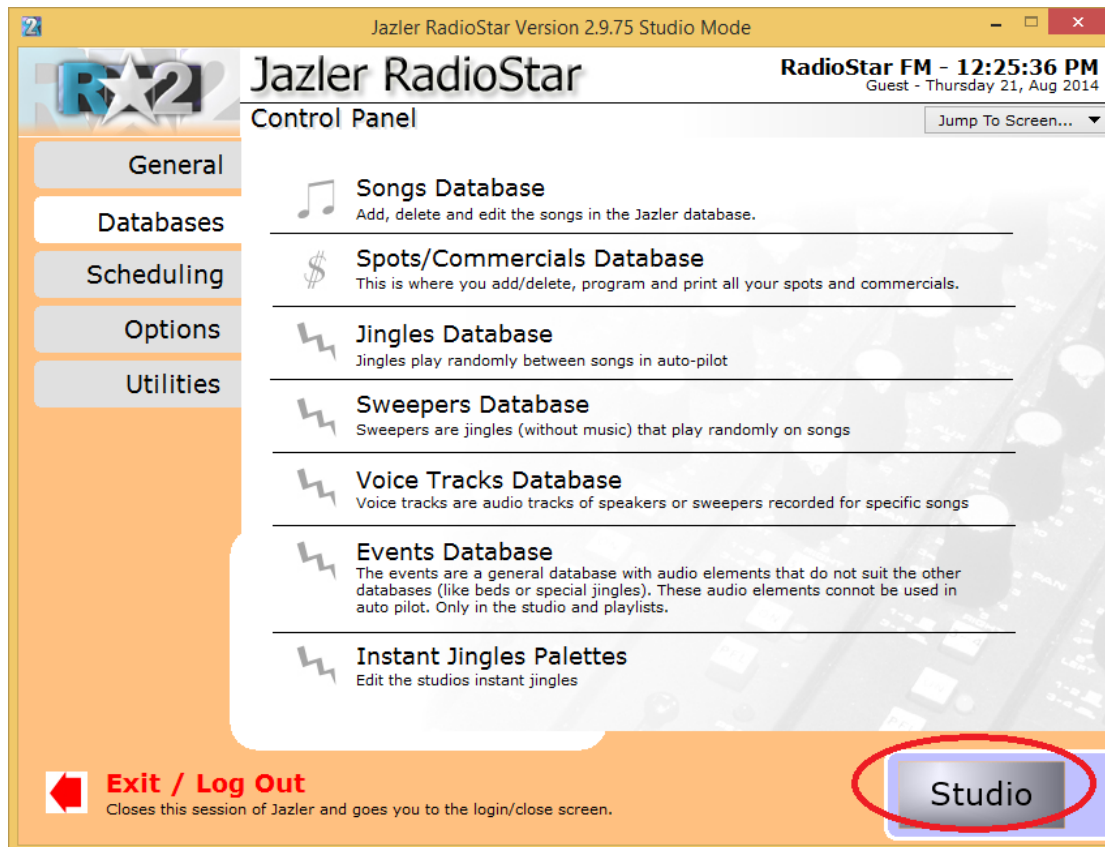 Jazler RadioStar Version 2.9.75 Studio Mode
R2
Jazler RadioStar
RadioStar FM - 12:25:36 PM
Guest - Thursday 21, Aug 2014
Control Panel
Jump To Screen...
General
Databases
Scheduling
Options
Utilities
Songs Database
Add, delete and edit the songs in the Jazler database.
Spots/Commercials Database
This is where you add/delete, program and print all your spots and commercials.
Jingles Database
Jingles play randomly between songs in auto-pilot
Sweepers Database
Sweepers are jingles (without music) that play randomly on songs
Voice Tracks Database
Voice tracks are audio tracks of speakers or sweepers recorded for specific songs
Events Database
The events are a general database with audio elements that do not suit the other
databases (like beds or special jingles). These audio elements connot be used in
auto pilot. Only in the studio and playlists.
Instant Jingles Palettes
Edit the studios instant jingles
Exit / Log Out
Closes this session of Jazler and goes you to the login/close screen.
Studio